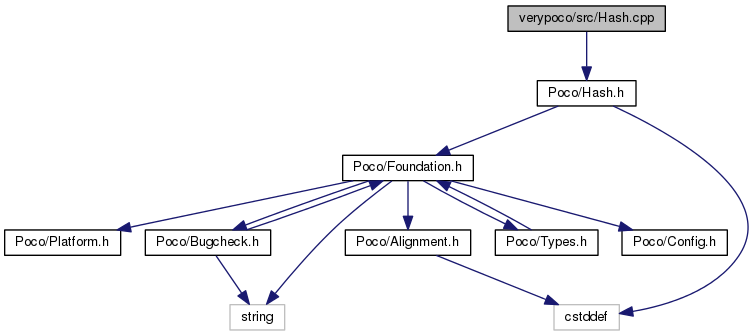 verypoco/src/Hash.cpp
Poco/Hash.h
Poco/Foundation.h
Poco/Platform.h
Poco/Bugcheck.h
Poco/Alignment.h
Poco/Types.h
Poco/Config.h
string
cstddef